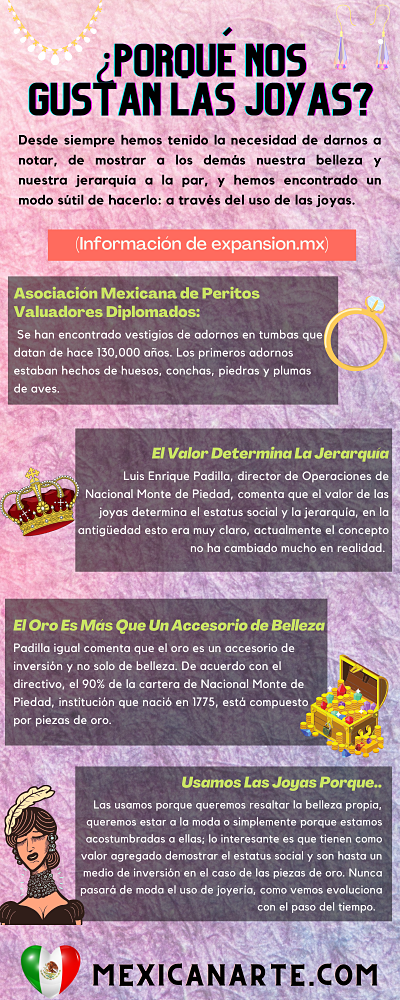 ¿PORQUÉ NOS
GUSTAN LAS JOYAS?
Desde siempre hemos tenido la necesidad de darnos a
notar, de mostrar a los demás nuestra belleza y
nuestra jerarquía a la par, y hemos encontrado un
modo sútil de hacerlo: a través del uso de las joyas.
(Información de expansion.mx)
Asociación Mexicana de Peritos
Valuadores Diplomados:
Se han encontrado vestigios de adornos en tumbas que
datan de hace 130,000 años. Los primeros adornos
estaban hechos de huesos, conchas, piedras y plumas
de aves.
El Valor Determina La Jerarquía
Luis Enrique Padilla, director de Operaciones de
Nacional Monte de Piedad, comenta que el valor de las
joyas determina el estatus social y la jerarquía, en la
antigüedad esto era muy claro, actualmente el concepto
no ha cambiado mucho en realidad.
El Oro Es Más Que Un Accesorio de Belleza
Padilla igual comenta que el oro es un accesorio de
inversión y no solo de belleza. De acuerdo con el
directivo, el 90% de la cartera de Nacional Monte de
Piedad, institución que nació en 1775, está compuesto
por piezas de oro.
Usamos Las Joyas Porque..
Las usamos porque queremos resaltar la belleza propia,
queremos estar a la moda o simplemente porque estamos
acostumbradas a ellas; lo interesante es que tienen como
valor agregado demostrar el estatus social y son hasta un
medio de inversión en el caso de las piezas de oro. Nunca
pasará de moda el uso de joyería, como vemos evoluciona
con el paso del tiempo.
MEXICANARTE.COM